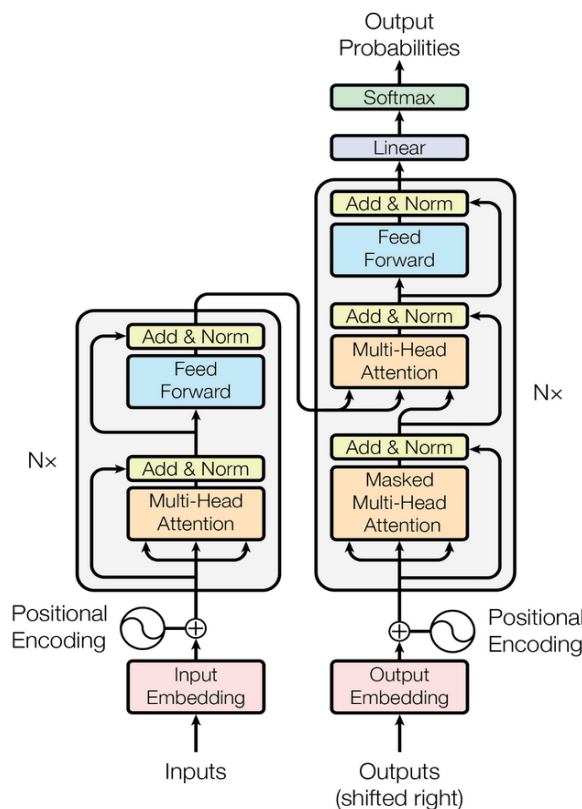 Output
Probabilities
Softmax
Linear
Add & Norm
Feed
Forward
Add & Norm
Multi-Head
Attention
Add & Norm
Masked
Multi-Head
Attention
N×
Add & Norm
Feed
Forward
Add & Norm
Multi-Head
Attention
N×
Positional
Encoding
Positional
Encoding
Input
Embedding
Output
Embedding
Inputs
Outputs
(shifted right)